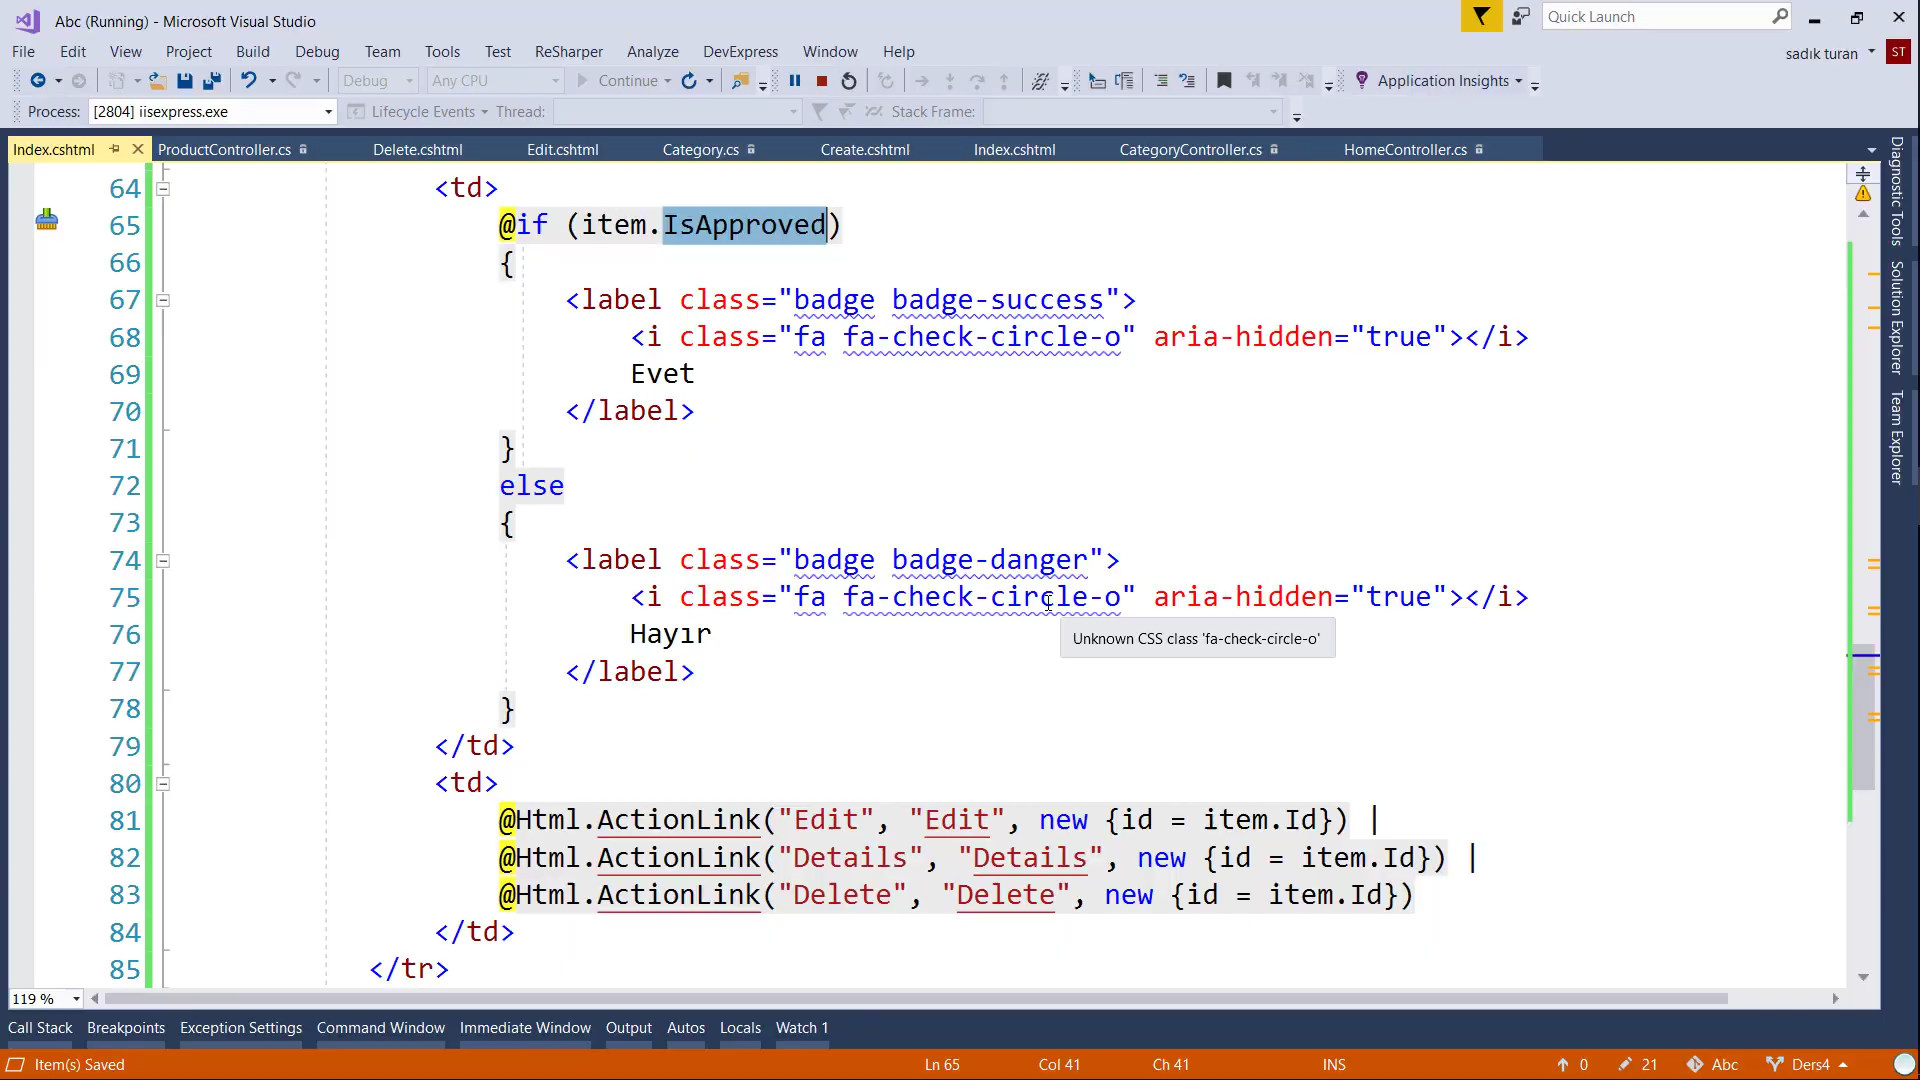 Abc (Running) - Microsoft Visual Studio
Quick Launch
File Edit View Project Build Debug Team Tools Test ReSharper Analyze DevExpress Window Help
sadık turan ST
Debug Any CPU Continue Application Insights
Process: [2804] iisexpress.exe Lifecycle Events Thread: Stack Frame:
Index.cshtml ProductController.cs Delete.cshtml Edit.cshtml Category.cs Create.cshtml Index.cshtml CategoryController.cs HomeController.cs
Diagnostic Tools
Solution Explorer
Team Explorer
64 <td>
65 @if (item.IsApproved)
66 {
67 <label class="badge badge-success">
68 <i class="fa fa-check-circle-o" aria-hidden="true"></i>
69 Evet
70 </label>
71 }
72 else
73 {
74 <label class="badge badge-danger">
75 <i class="fa fa-check-circle-o" aria-hidden="true"></i>
76 Hayır
Unknown CSS class 'fa-check-circle-o'
77 </label>
78 }
79 </td>
80 <td>
81 @Html.ActionLink("Edit", "Edit", new {id = item.Id}) |
82 @Html.ActionLink("Details", "Details", new {id = item.Id}) |
83 @Html.ActionLink("Delete", "Delete", new {id = item.Id})
84 </td>
85 </tr>
119 %
Call Stack Breakpoints Exception Settings Command Window Immediate Window Output Autos Locals Watch 1
Item(s) Saved Ln 65 Col 41 Ch 41 INS 0 21 Abc Ders4